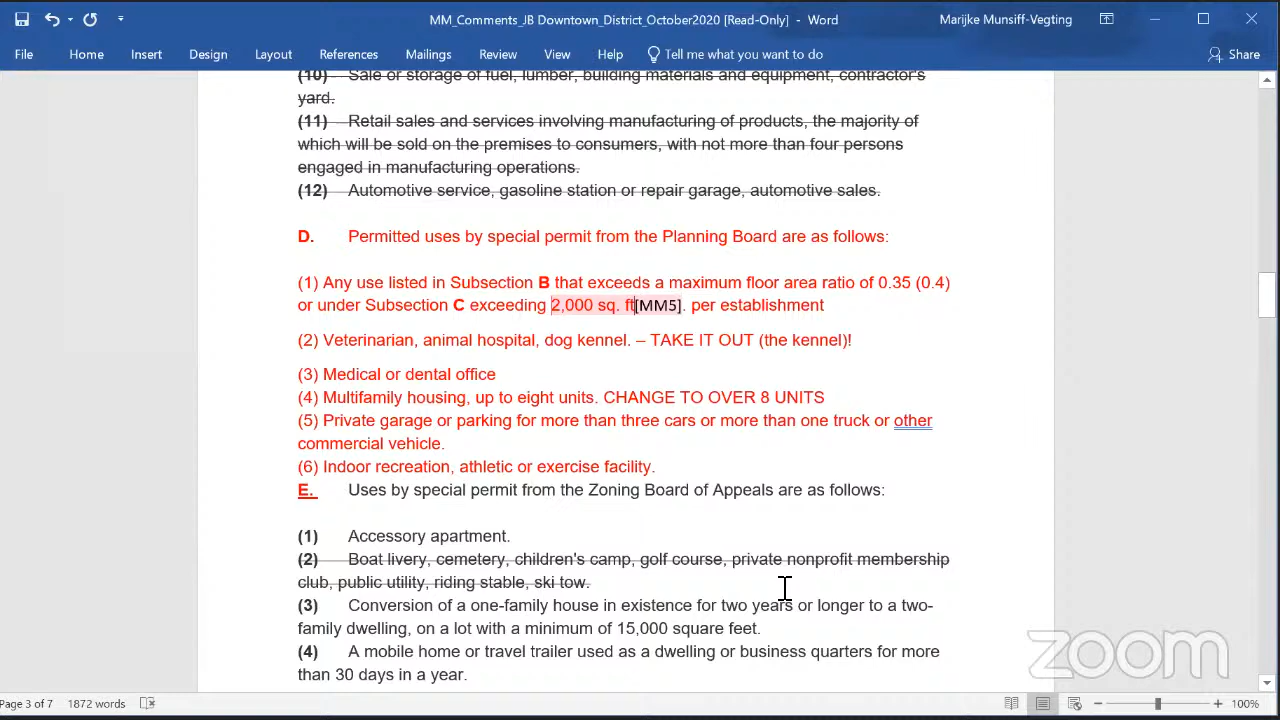 MM_Comments_JB Downtown_District_October2020 [Read-Only] - Word
Marijke Munsiff-Vegting
File Home Insert Design Layout References Mailings Review View Help Tell me what you want to do Share
(10) Sale or storage of fuel, lumber, building materials and equipment, contractor's
yard.
(11) Retail sales and services involving manufacturing of products, the majority of
which will be sold on the premises to consumers, with not more than four persons
engaged in manufacturing operations.
(12) Automotive service, gasoline station or repair garage, automotive sales.
D. Permitted uses by special permit from the Planning Board are as follows:
(1) Any use listed in Subsection B that exceeds a maximum floor area ratio of 0.35 (0.4)
or under Subsection C exceeding 2,000 sq. ft[MM5]. per establishment
(2) Veterinarian, animal hospital, dog kennel. – TAKE IT OUT (the kennel)!
(3) Medical or dental office
(4) Multifamily housing, up to eight units. CHANGE TO OVER 8 UNITS
(5) Private garage or parking for more than three cars or more than one truck or other
commercial vehicle.
(6) Indoor recreation, athletic or exercise facility.
E. Uses by special permit from the Zoning Board of Appeals are as follows:
(1) Accessory apartment.
(2) Boat livery, cemetery, children's camp, golf course, private nonprofit membership
club, public utility, riding stable, ski tow.
(3) Conversion of a one-family house in existence for two years or longer to a two-
family dwelling, on a lot with a minimum of 15,000 square feet.
(4) A mobile home or travel trailer used as a dwelling or business quarters for more
than 30 days in a year.
zoom
Page 3 of 7 1872 words 100%